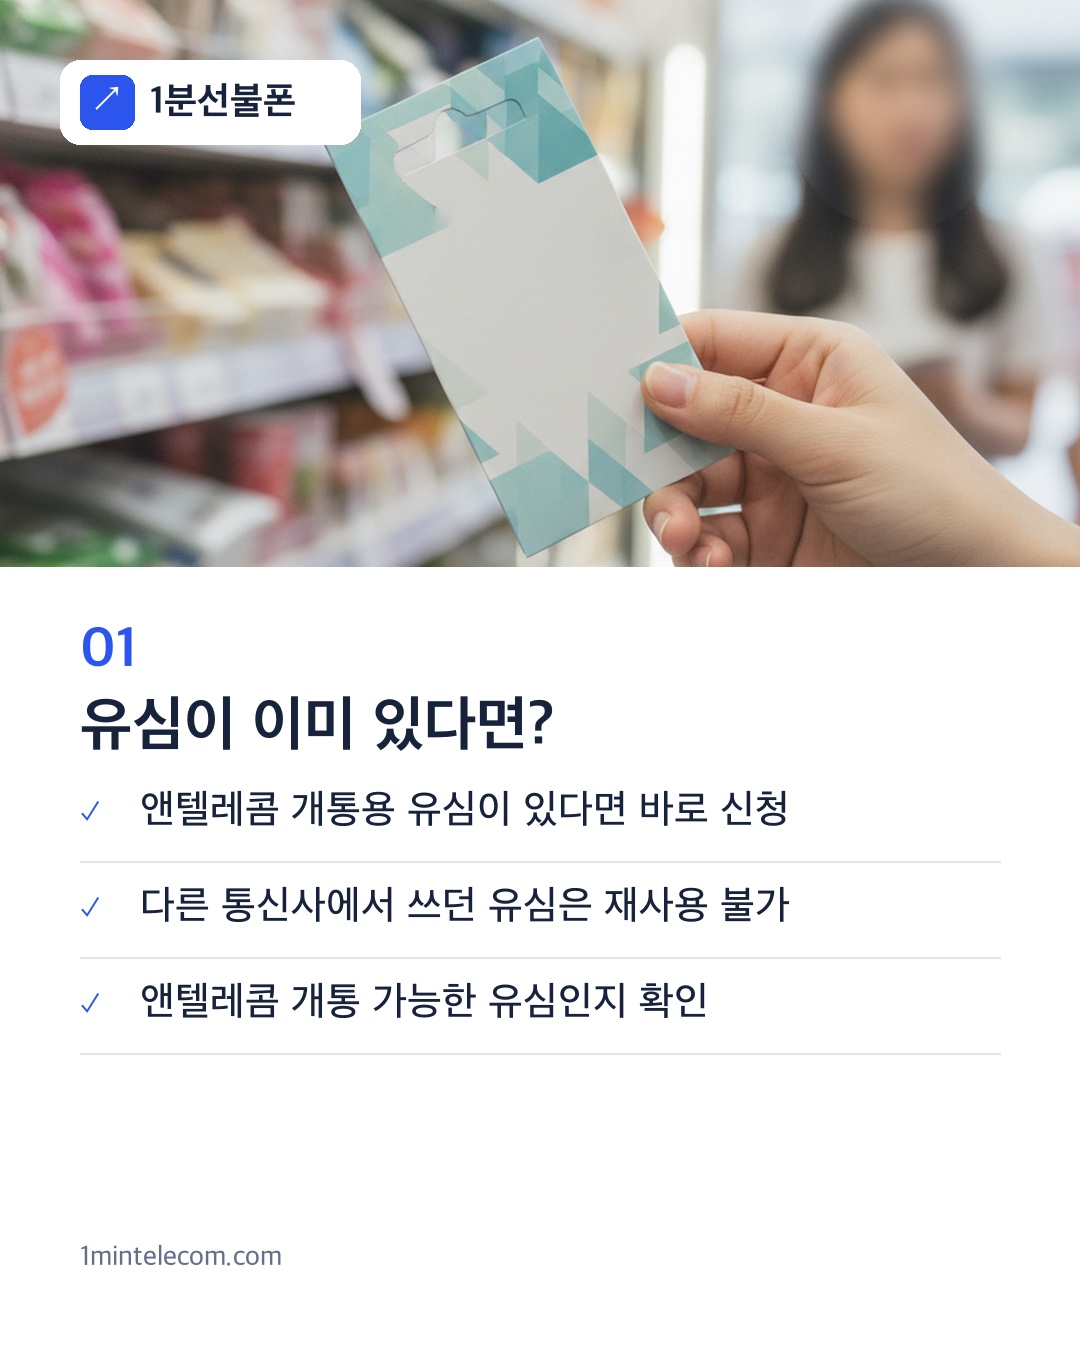 1분선불폰
01
유심이 이미 있다면?
앤텔레콤 개통용 유심이 있다면 바로 신청
다른 통신사에서 쓰던 유심은 재사용 불가
앤텔레콤 개통 가능한 유심인지 확인
1mintelecom.com